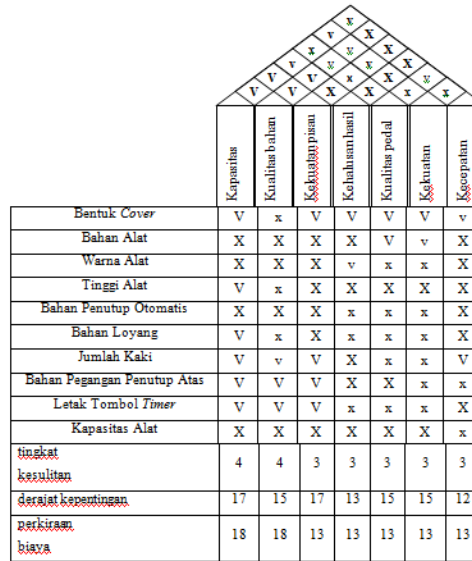 x
v X
x x X
v x x X
V V x X x
V V X X x x
Kapasitas
Kualitas bahan
Kekuatan pisau
Kehalusan hasil
Kualitas pedal
Kekuatan
Kecepatan
Bentuk Cover V x V V V V v
Bahan Alat X X X X V v X
Warna Alat X X X v x x X
Tinggi Alat V x X X X X X
Bahan Penutup Otomatis X X X x x x X
Bahan Loyang V x X x x x X
Jumlah Kaki V v V X x x V
Bahan Pegangan Penutup Atas V V V X X x x
Letak Tombol Timer V V V x x x X
Kapasitas Alat X X X X X X x
tingkat
kesulitan 4 4 3 3 3 3 3
derajat kepentingan 17 15 17 13 15 15 12
perkiraan
biaya 18 18 13 13 13 13 13